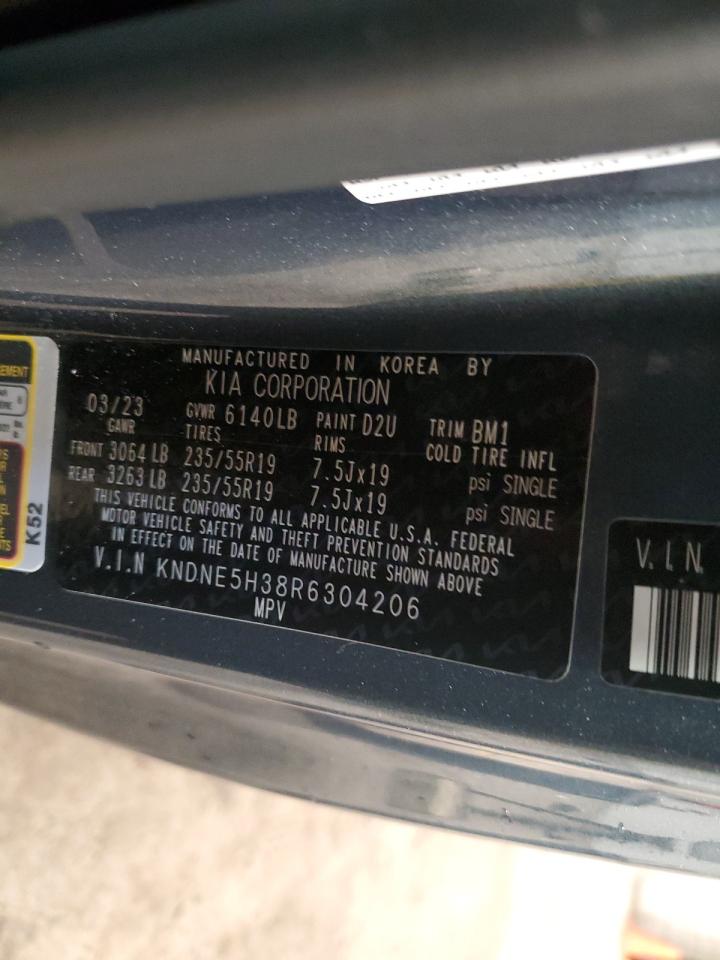 MANUFACTURED IN KOREA BY
KIA CORPORATION
03/23 GVWR 6140LB PAINT D2U TRIM BM1
GAWR TIRES RIMS COLD TIRE INFL
FRONT 3064 LB 235/55R19 7.5Jx19 psi SINGLE
REAR 3263 LB 235/55R19 7.5Jx19 psi SINGLE
THIS VEHICLE CONFORMS TO ALL APPLICABLE U.S.A. FEDERAL
MOTOR VEHICLE SAFETY AND THEFT PREVENTION STANDARDS
IN EFFECT ON THE DATE OF MANUFACTURE SHOWN ABOVE
V.I.N KNDNE5H38R6304206
MPV
K52
V.I.N.